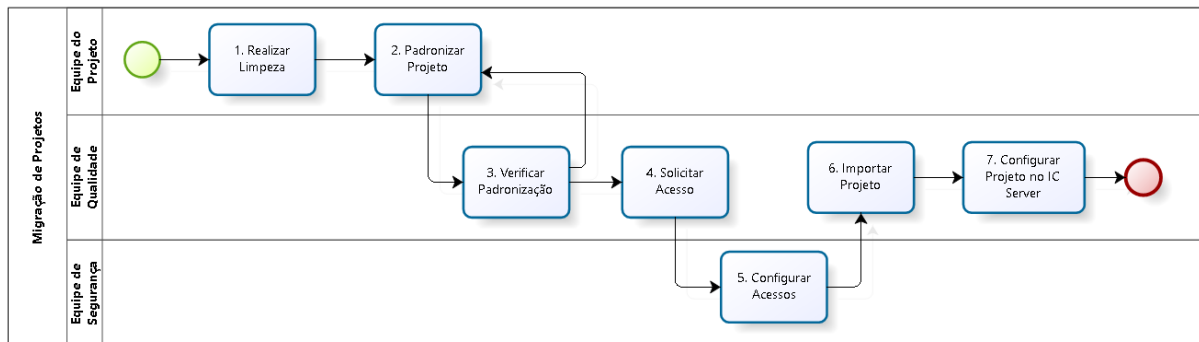 Migração de Projetos
Equipe do
Projeto
1. Realizar
Limpeza
2. Padronizar
Projeto
Equipe de
Qualidade
3. Verificar
Padronização
4. Solicitar
Acesso
6. Importar
Projeto
7. Configurar
Projeto no IC
Server
Equipe de
Segurança
5. Configurar
Acessos